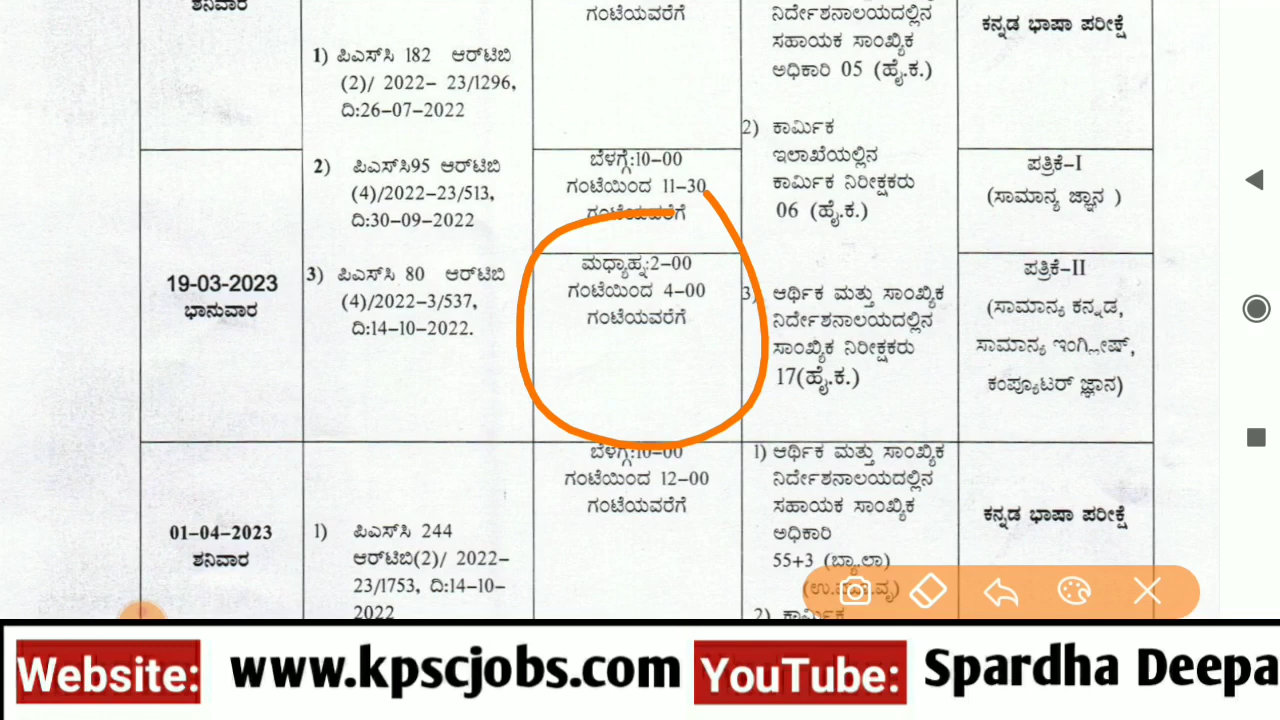 ಶನಿವಾರ
1) ಪಿಎಸ್‌ಸಿ 182 ಆರ್‌ಟಿಬಿ
(2)/ 2022– 23/1296,
ದಿ:26–07–2022
2) ಪಿಎಸ್‌ಸಿ95 ಆರ್‌ಟಿಬಿ
(4)/2022–23/513,
ದಿ:30–09–2022
3) ಪಿಎಸ್‌ಸಿ 80 ಆರ್‌ಟಿಬಿ
(4)/2022–3/537,
ದಿ:14–10–2022.
ಗಂಟೆಯವರೆಗೆ
ನಿರ್ದೇಶನಾಲಯದಲ್ಲಿನ
ಸಹಾಯಕ ಸಾಂಖ್ಯಿಕ
ಅಧಿಕಾರಿ 05 (ಹೈ.ಕ.)
2) ಕಾರ್ಮಿಕ
ಇಲಾಖೆಯಲ್ಲಿನ
ಕಾರ್ಮಿಕ ನಿರೀಕ್ಷಕರು
06 (ಹೈ.ಕ.)
3) ಆರ್ಥಿಕ ಮತ್ತು ಸಾಂಖ್ಯಿಕ
ನಿರ್ದೇಶನಾಲಯದಲ್ಲಿನ
ಸಾಂಖ್ಯಿಕ ನಿರೀಕ್ಷಕರು
17(ಹೈ.ಕ.)
ಕನ್ನಡ ಭಾಷಾ ಪರೀಕ್ಷೆ
19-03-2023
ಭಾನುವಾರ
ಬೆಳಗ್ಗೆ:10–00
ಗಂಟೆಯಿಂದ 11–30
ಗಂಟೆಯವರೆಗೆ
ಪತ್ರಿಕೆ–I
(ಸಾಮಾನ್ಯ ಜ್ಞಾನ )
ಮಧ್ಯಾಹ್ನ:2–00
ಗಂಟೆಯಿಂದ 4–00
ಗಂಟೆಯವರೆಗೆ
ಪತ್ರಿಕೆ–II
(ಸಾಮಾನ್ಯ ಕನ್ನಡ,
ಸಾಮಾನ್ಯ ಇಂಗ್ಲೀಷ್,
ಕಂಪ್ಯೂಟರ್ ಜ್ಞಾನ)
01–04–2023
ಶನಿವಾರ
1) ಪಿಎಸ್‌ಸಿ 244
ಆರ್‌ಟಿಬಿ(2)/ 2022–
23/1753, ದಿ:14–10–
2022
ಬೆಳಗ್ಗೆ:10–00
ಗಂಟೆಯಿಂದ 12–00
ಗಂಟೆಯವರೆಗೆ
1) ಆರ್ಥಿಕ ಮತ್ತು ಸಾಂಖ್ಯಿಕ
ನಿರ್ದೇಶನಾಲಯದಲ್ಲಿನ
ಸಹಾಯಕ ಸಾಂಖ್ಯಿಕ
ಅಧಿಕಾರಿ
55+3 (ಬ್ಯಾ.ಲಾ)
2) ಕಾರ್ಮಿಕ
ಕನ್ನಡ ಭಾಷಾ ಪರೀಕ್ಷೆ
Website: www.kpscjobs.com YouTube: Spardha Deepa